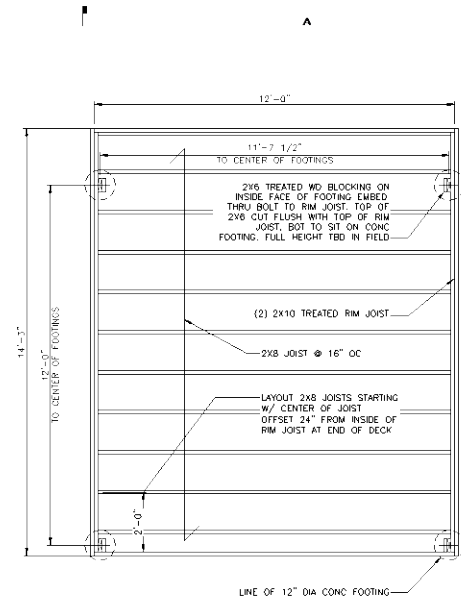 A
12'-0"
11'-7 1/2"
TO CENTER OF FOOTINGS
2X6 TREATED WD BLOCKING ON
INSIDE FACE OF FOOTING EMBED
THRU BOLT TO RIM JOIST. TOP OF
2X6 CUT FLUSH WITH TOP OF RIM
JOIST, BOT TO SIT ON CONC
FOOTING. FULL HEIGHT TBD IN FIELD
(2) 2X10 TREATED RIM JOIST
14'-3"
12'-0"
TO CENTER OF FOOTINGS
2X8 JOIST @ 16" OC
LAYOUT 2X8 JOISTS STARTING
W/ CENTER OF JOIST
OFFSET 24" FROM INSIDE OF
RIM JOIST AT END OF DECK
2'-0"
LINE OF 12" DIA CONC FOOTING